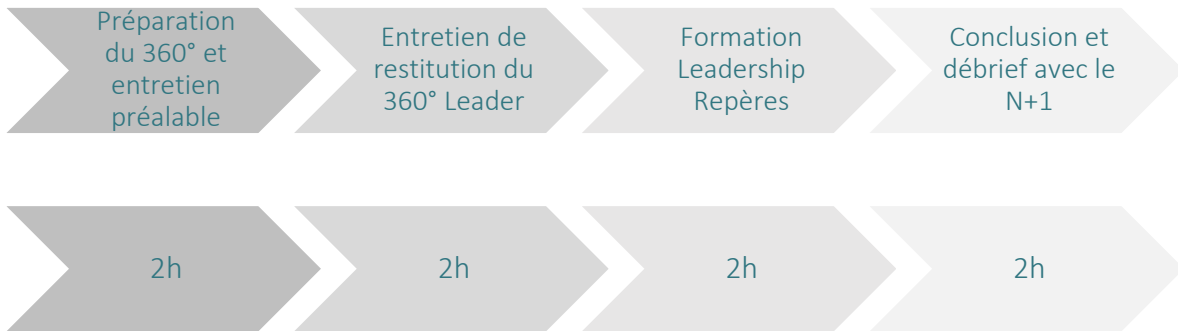 Préparation
du 360° et
entretien
préalable
Entretien de
restitution du
360° Leader
Formation
Leadership
Repères
Conclusion et
débrief avec le
N+1
2h
2h
2h
2h